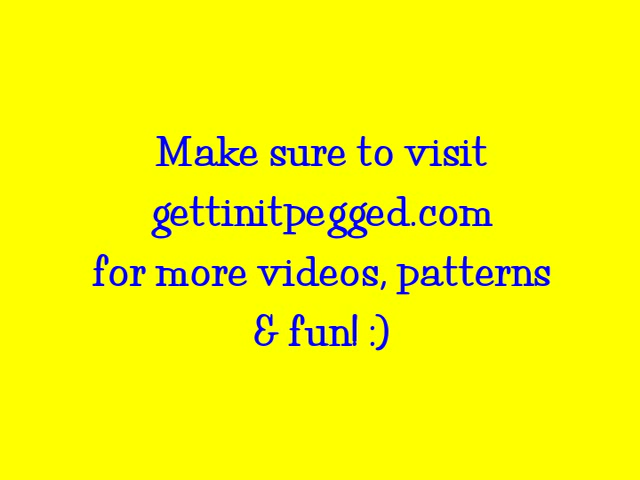 Make sure to visit
gettinitpegged.com
for more videos, patterns
& fun! :)